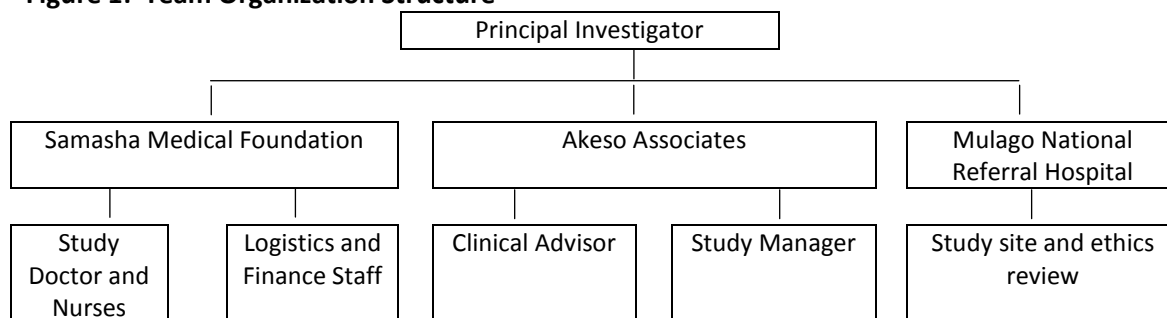 Figure 1: Team Organization Structure
Principal Investigator
Samasha Medical Foundation
Akeso Associates
Mulago National
Referral Hospital
Study
Doctor and
Nurses
Logistics and
Finance Staff
Clinical Advisor
Study Manager
Study site and ethics
review